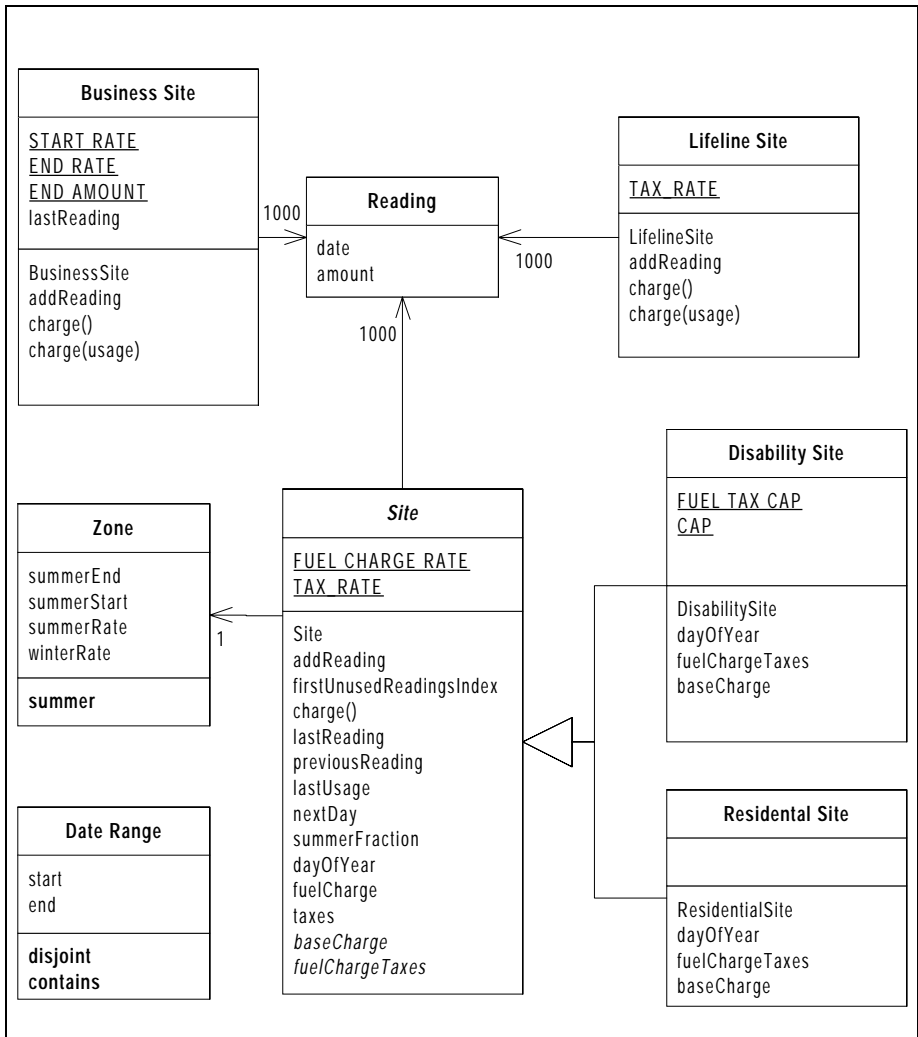 Business Site
START RATE
END RATE
END AMOUNT
lastReading
BusinessSite
addReading
charge()
charge(usage)
1000
Reading
date
amount
1000
1000
Lifeline Site
TAX_RATE
LifelineSite
addReading
charge()
charge(usage)
Zone
summerEnd
summerStart
summerRate
winterRate
summer
1
Site
FUEL CHARGE RATE
TAX_RATE
Site
addReading
firstUnusedReadingsIndex
charge()
lastReading
previousReading
lastUsage
nextDay
summerFraction
dayOfYear
fuelCharge
taxes
baseCharge
fuelChargeTaxes
Disability Site
FUEL TAX CAP
CAP
DisabilitySite
dayOfYear
fuelChargeTaxes
baseCharge
Date Range
start
end
disjoint
contains
Residental Site
ResidentialSite
dayOfYear
fuelChargeTaxes
baseCharge